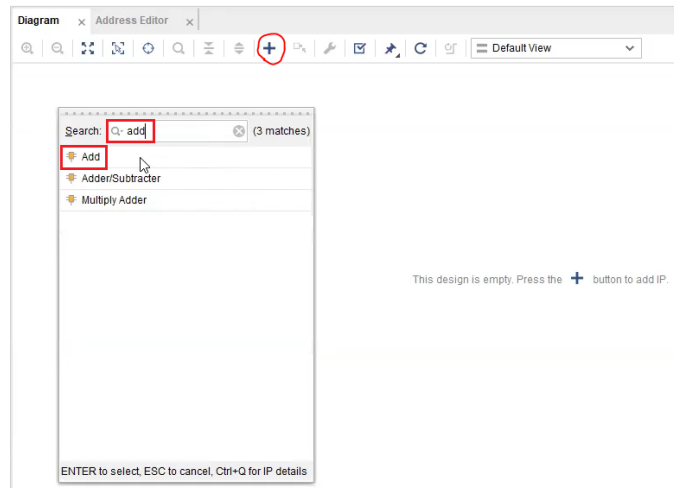 Diagram × Address Editor ×
Default View
Search: add (3 matches)
Add
Adder/Subtracter
Multiply Adder
This design is empty. Press the + button to add IP.
ENTER to select, ESC to cancel, Ctrl+Q for IP details